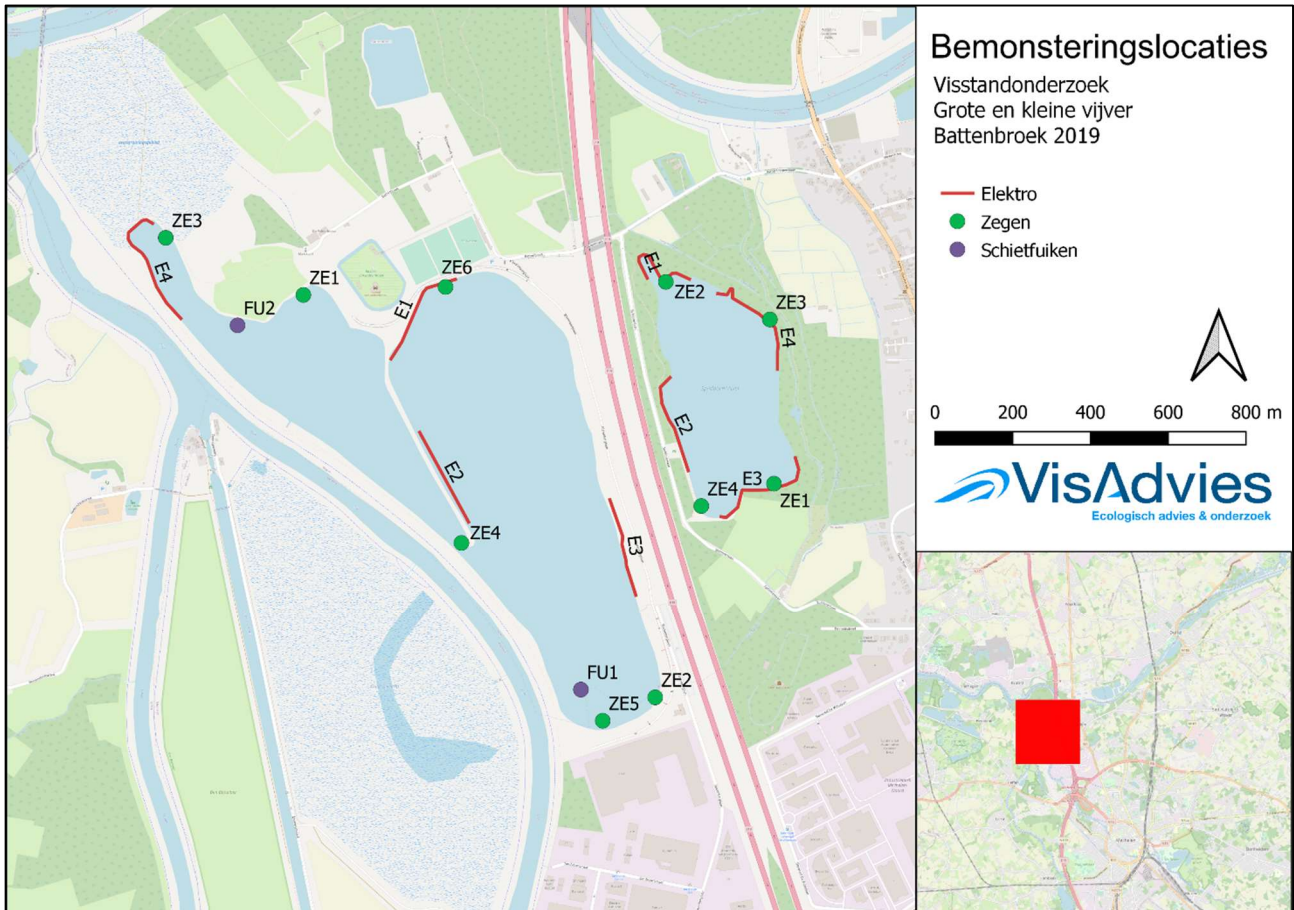 Bemonsteringslocaties
Visstandonderzoek
Grote en kleine vijver
Battenbroek 2019
Elektro
Zegen
Schietfuiken
0 200 400 600 800 m
VisAdvies
Ecologisch advies & onderzoek
ZE3
E4
FU2
ZE1
ZE6
E1
E2
ZE4
E3
FU1
ZE5
ZE2
E1
ZE2
ZE3
E4
E2
E3
ZE1
ZE4